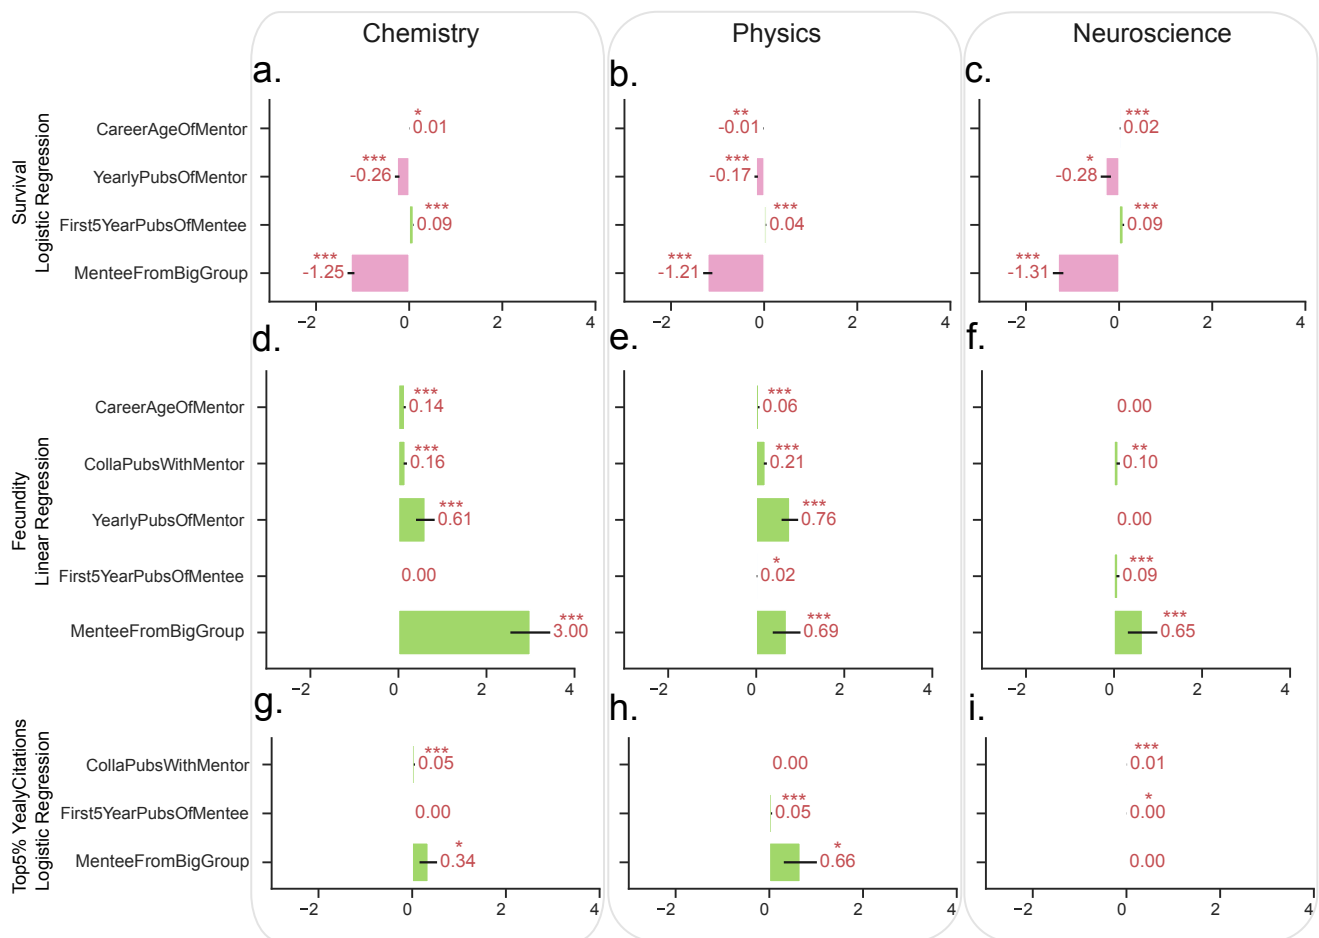 Chemistry
Physics
Neuroscience
a.
b.
c.
Survival
Logistic Regression
CareerAgeOfMentor
YearlyPubsOfMentor
First5YearPubsOfMentee
MenteeFromBigGroup
*
0.01
***
-0.26
***
0.09
***
-1.25
−2 0 2 4
**
-0.01
***
-0.17
***
0.04
***
-1.21
−2 0 2 4
***
0.02
*
-0.28
***
0.09
***
-1.31
−2 0 2 4
d.
e.
f.
Fecundity
Linear Regression
CareerAgeOfMentor
CollaPubsWithMentor
YearlyPubsOfMentor
First5YearPubsOfMentee
MenteeFromBigGroup
***
0.14
***
0.16
***
0.61
0.00
***
3.00
−2 0 2 4
***
0.06
***
0.21
***
0.76
*
0.02
***
0.69
−2 0 2 4
0.00
**
0.10
0.00
***
0.09
***
0.65
−2 0 2 4
g.
h.
i.
Top5% YealyCitations
Logistic Regression
CollaPubsWithMentor
First5YearPubsOfMentee
MenteeFromBigGroup
***
0.05
0.00
*
0.34
−2 0 2 4
0.00
***
0.05
*
0.66
−2 0 2 4
***
0.01
*
0.00
0.00
−2 0 2 4